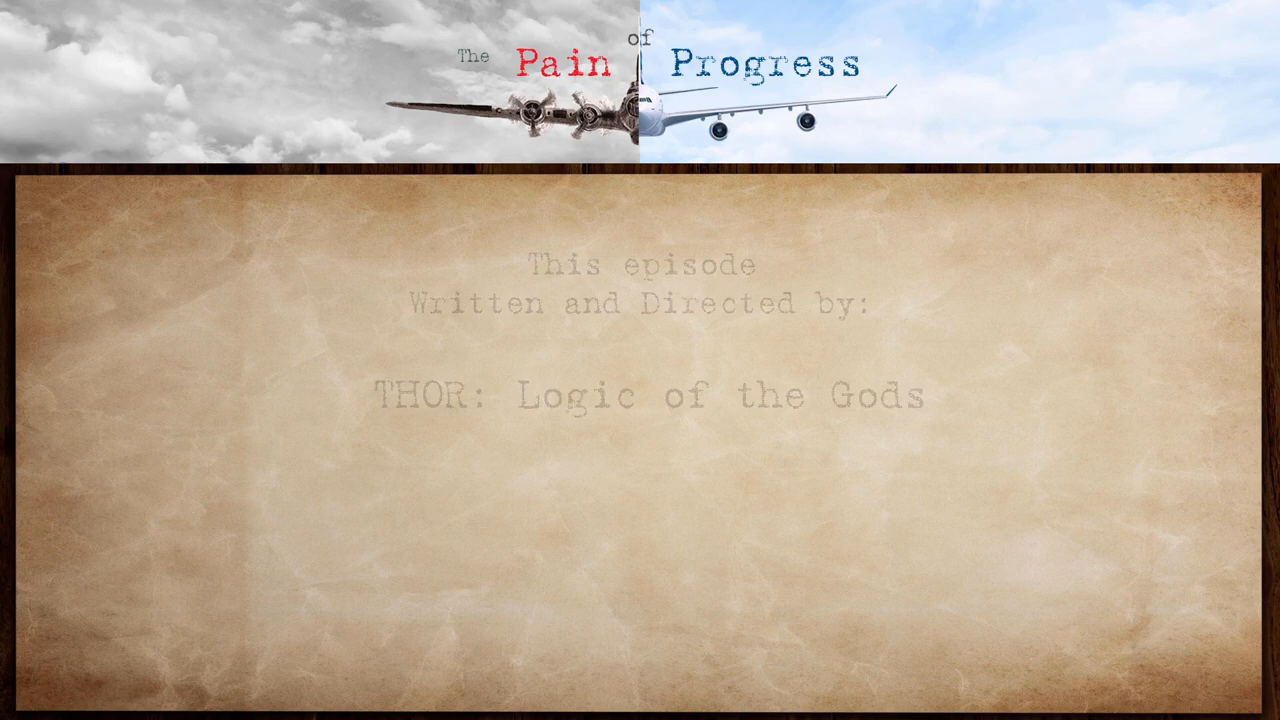 The Pain of Progress
This episode
Written and Directed by:
THOR: Logic of the Gods